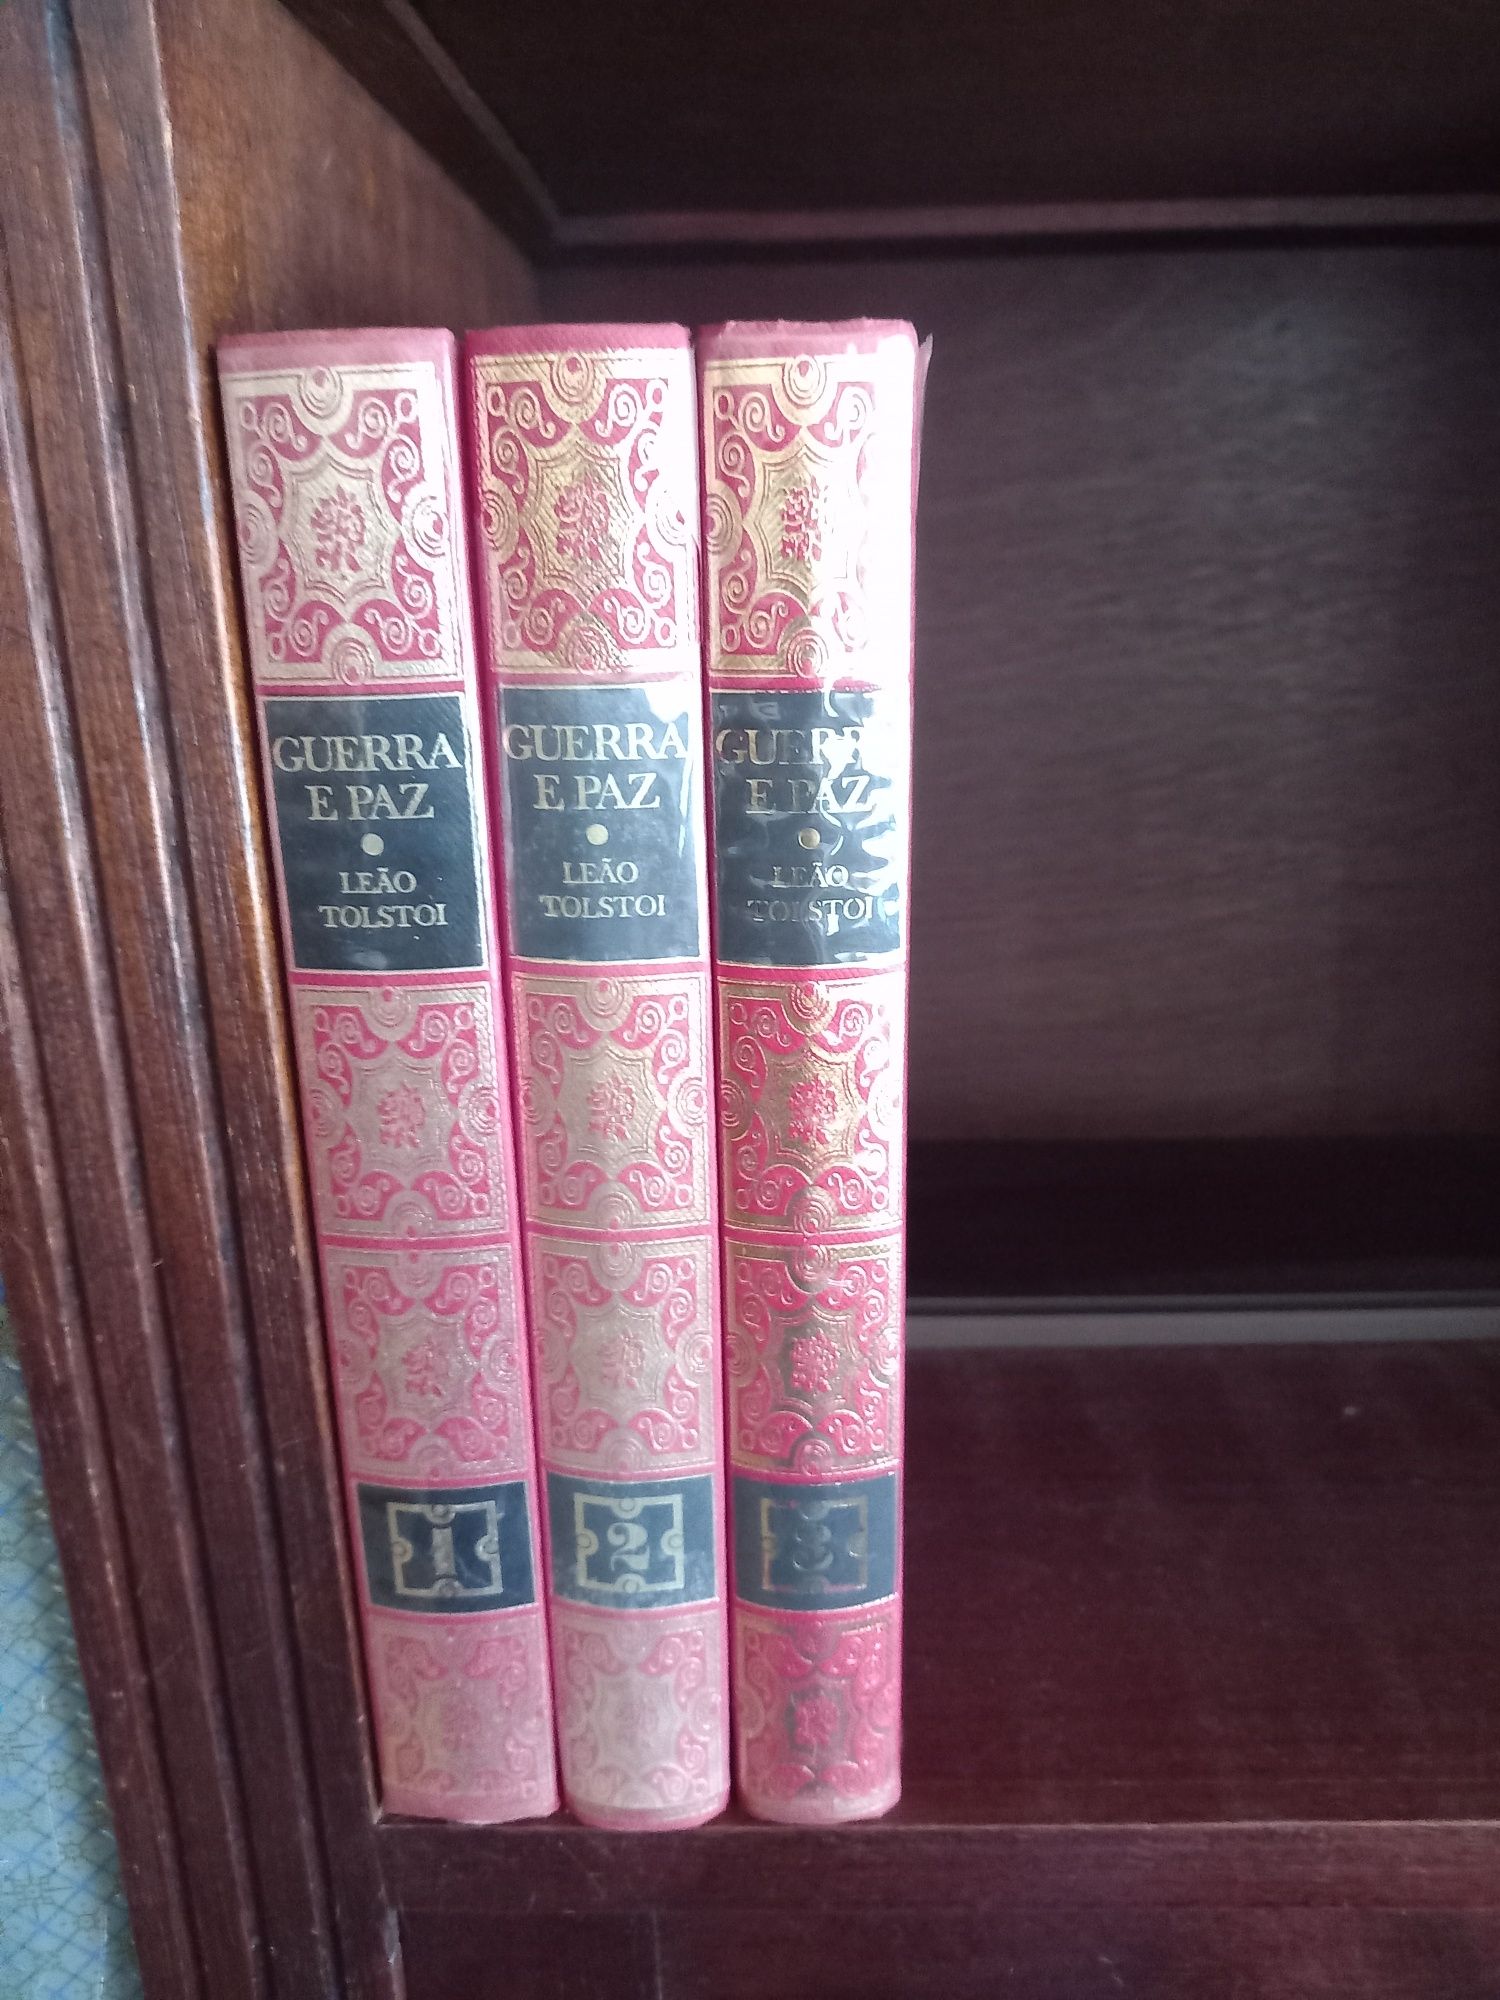 GUERRA
E PAZ
LEÃO
TOLSTOI
1
GUERRA
E PAZ
LEÃO
TOLSTOI
2
GUERRA
E PAZ
LEÃO
TOLSTOI
3